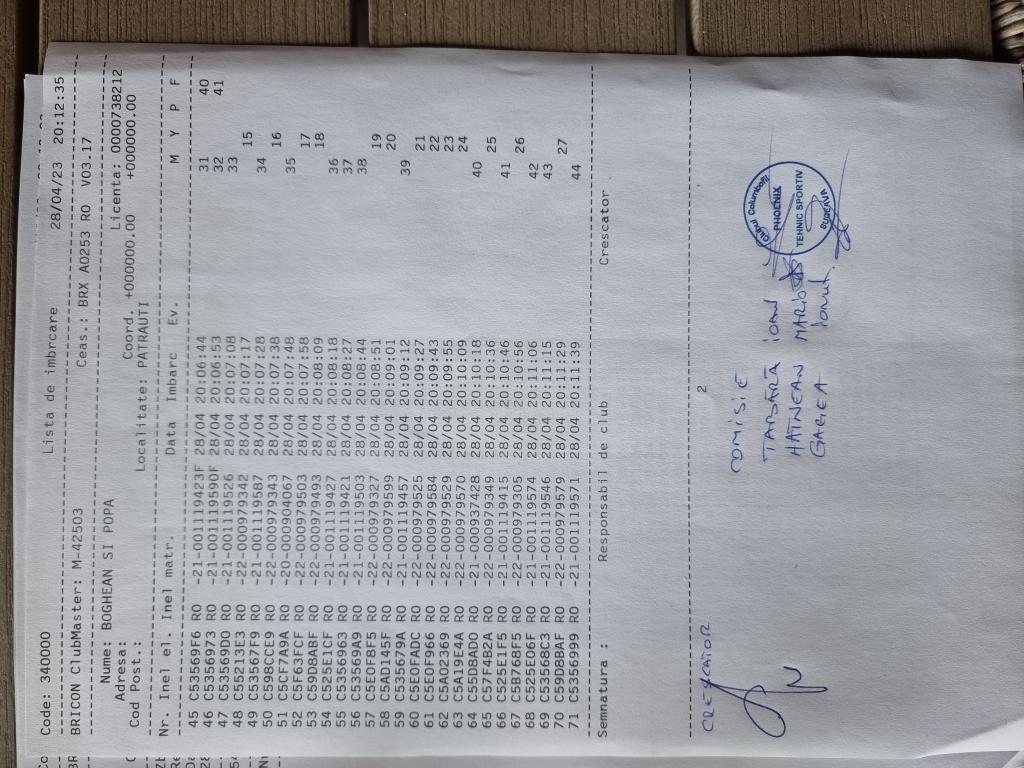 Code: 340000 Lista de imbrcare 28/04/23 20:12:35
BRICON ClubMaster: M-42503 Ceas.: BRX A0253 RO V03.17
Nume: BOGHEAN SI POPA Licenta: 0000738212
Adresa: Coord. +000000.00 +000000.00
Cod Post.: Localitate: PATRAUTI
Nr. Inel el. Inel matr. Data Imbarc Ev. M Y P F
45 C53569F6 RO -21-001119423F 28/04 20:06:44 31 40
46 C5356973 RO -21-001119590F 28/04 20:06:53 32 41
47 C53569D0 RO -21-001119526 28/04 20:07:08 33
48 C55213E3 RO -22-000979342 28/04 20:07:17 15
49 C53567F9 RO -21-001119587 28/04 20:07:28 34
50 C598CCE9 RO -22-000979343 28/04 20:07:38 16
51 C5CF7A9A RO -20-000904067 28/04 20:07:48 35
52 C5F63FCF RO -22-000979503 28/04 20:07:58 17
53 C59D8ABF RO -22-000979493 28/04 20:08:09 18
54 C525E1CF RO -21-001119427 28/04 20:08:18 36
55 C5356963 RO -21-001119421 28/04 20:08:27 37
56 C53569A9 RO -21-001119503 28/04 20:08:44 38
57 C5E0F8F5 RO -22-000979327 28/04 20:08:51 19
58 C5AD145F RO -22-000979599 28/04 20:09:01 20
59 C535679A RO -21-001119457 28/04 20:09:12 39
60 C5E0FADC RO -22-000979525 28/04 20:09:27 21
61 C5E0F966 RO -22-000979584 28/04 20:09:43 22
62 C5A02369 RO -22-000979529 28/04 20:09:55 23
63 C5A19E4A RO -22-000979570 28/04 20:10:09 24
64 C55D8AD0 RO -21-000937428 28/04 20:10:18 40
65 C57F4B2A RO -22-000979349 28/04 20:10:36 25
66 C525E1F5 RO -21-001119415 28/04 20:10:46 41
67 C5B768F5 RO -22-000979305 28/04 20:10:56 26
68 C525ED6F RO -21-001119574 28/04 20:11:06 42
69 C53568C3 RO -21-001119546 28/04 20:11:15 43
70 C59D8BAF RO -22-000979579 28/04 20:11:29 27
71 C5356999 RO -21-001119571 28/04 20:11:39 44
Semnatura : Responsabil de club Crescator
2
CRESCATOR
COMISIE
TABĂRĂ IOAN
HATNEAN MARIO
GAGEA IONUT.
Clubul Columbofil
PHOENIX
TEHNIC SPORTIV
SUCEAVA